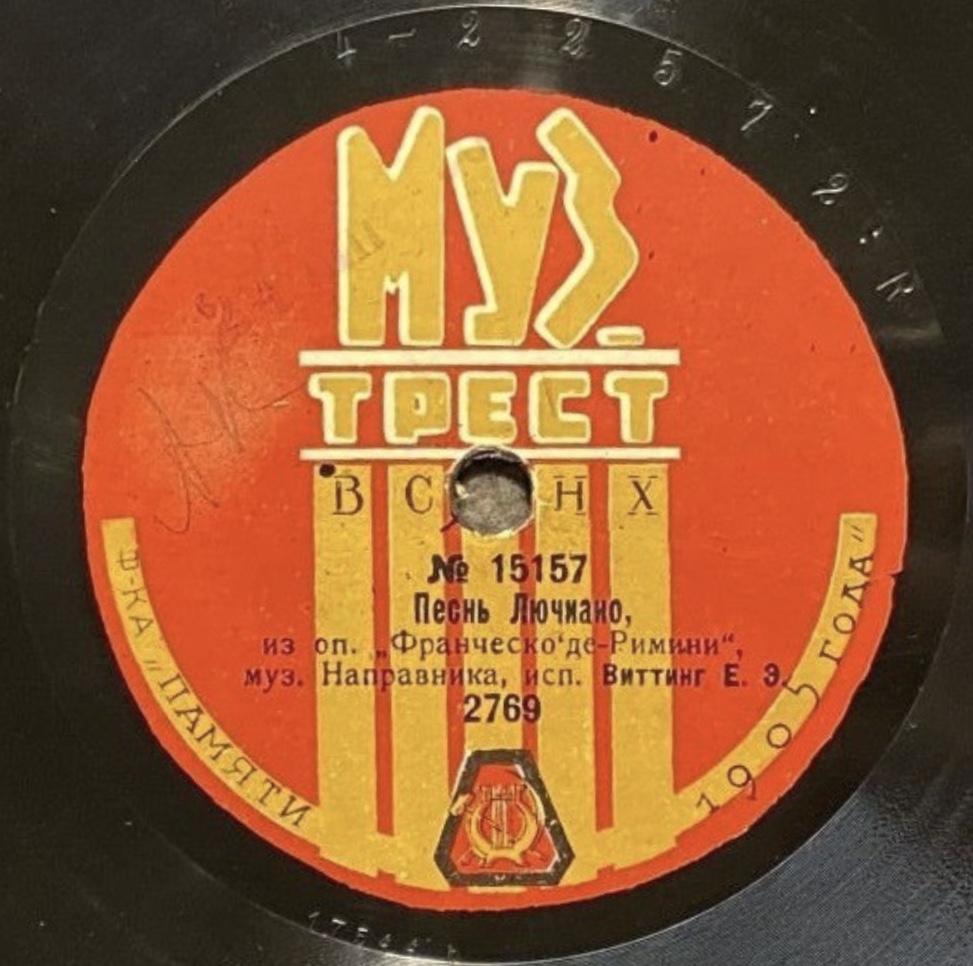 4-22572·R
МУЗ-
ТРЕСТ
В С Н Х
№ 15157
Песнь Лючиано,
из оп. „Франческо де-Римини“,
муз. Направника, исп. Виттинг Е. Э.
2769
Ф-КА „ПАМЯТИ 1905 ГОДА“